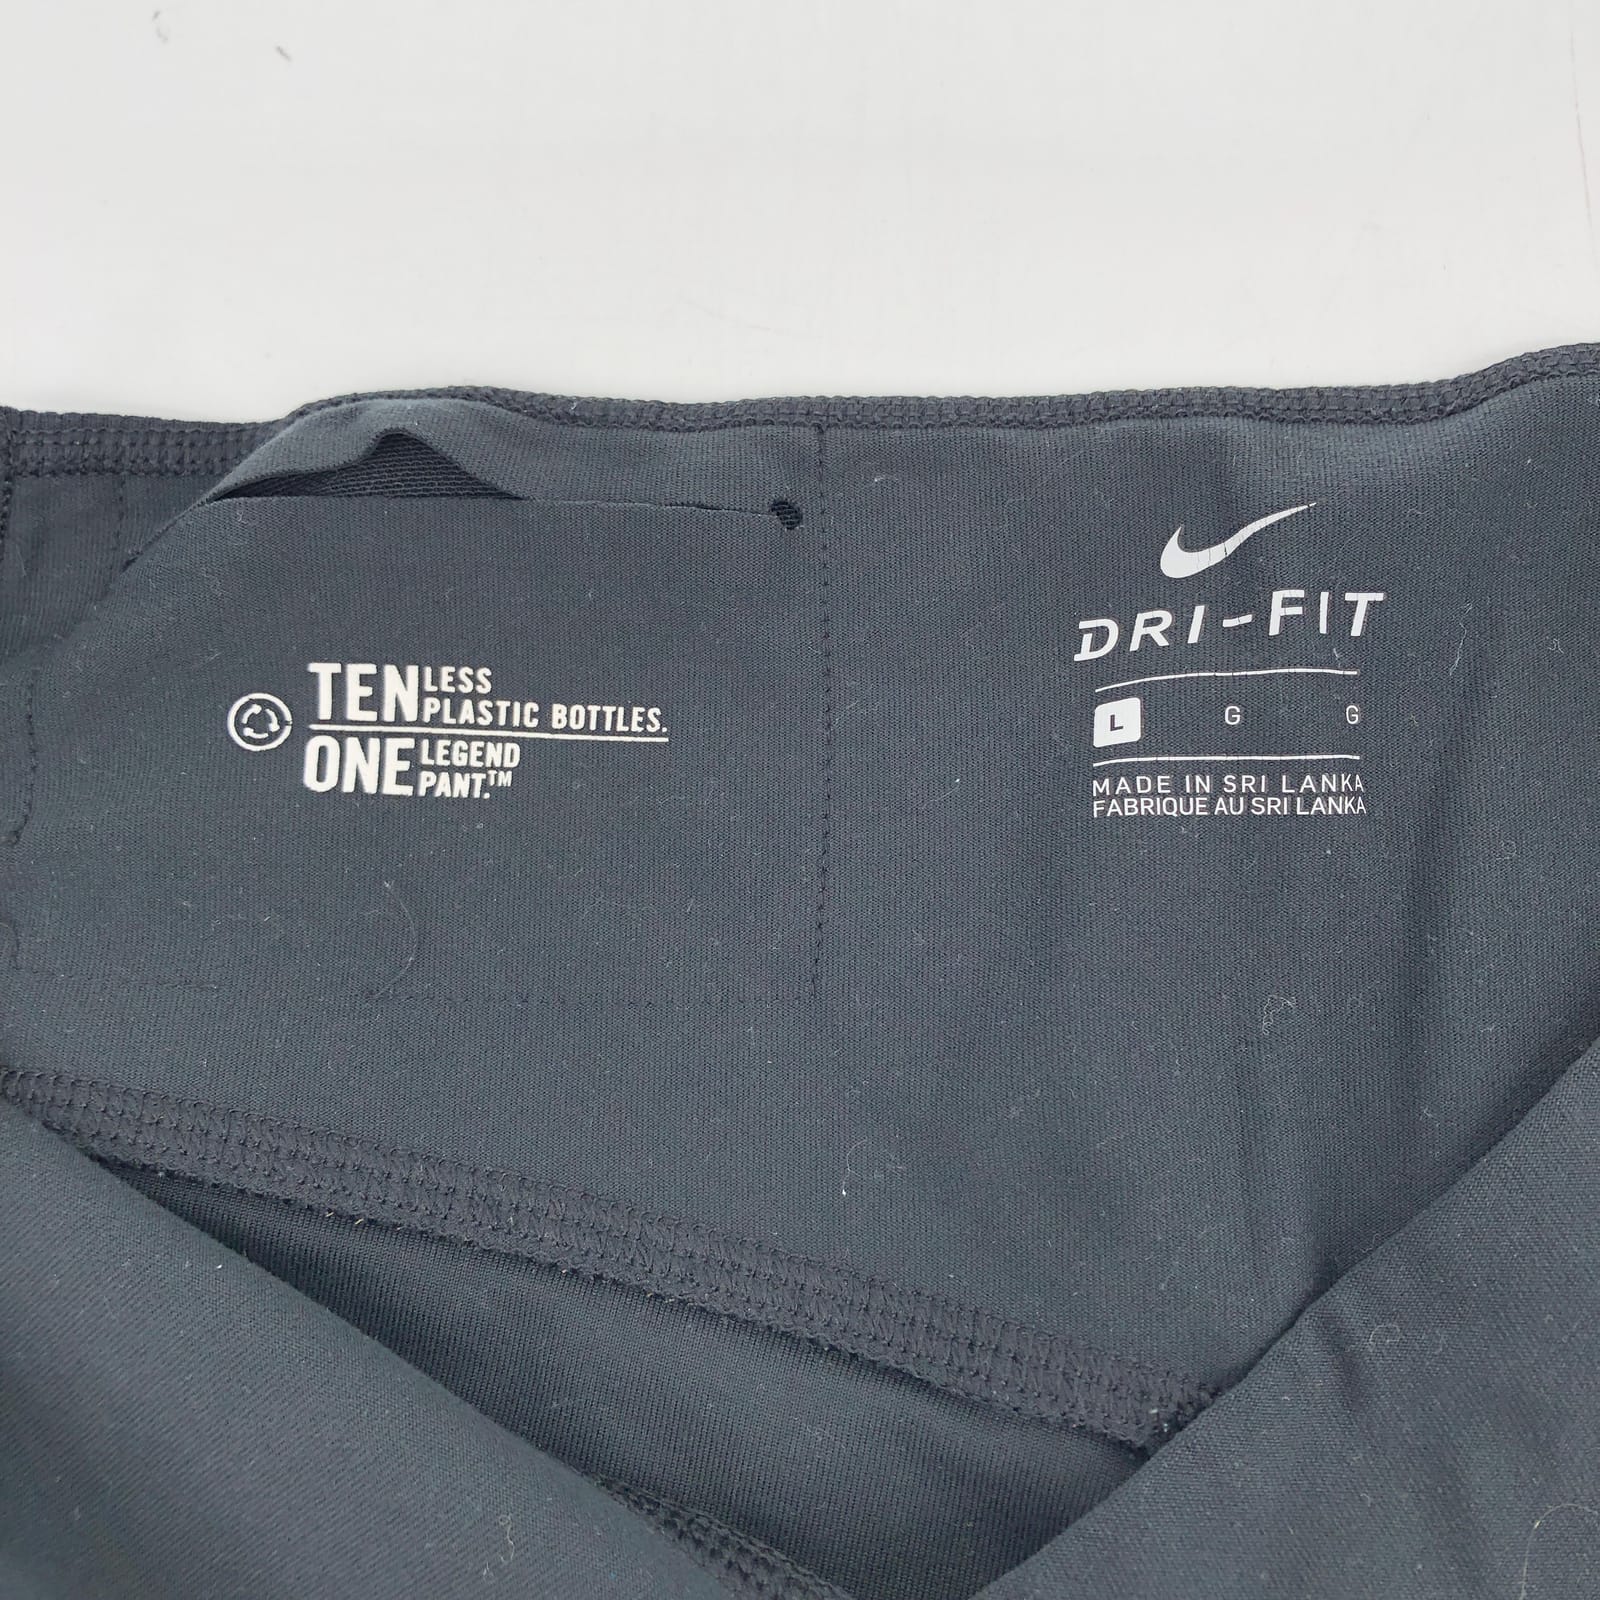 TEN LESS
PLASTIC BOTTLES.
ONE LEGEND
PANT.™
DRI-FIT
L G G
MADE IN SRI LANKA
FABRIQUE AU SRI LANKA